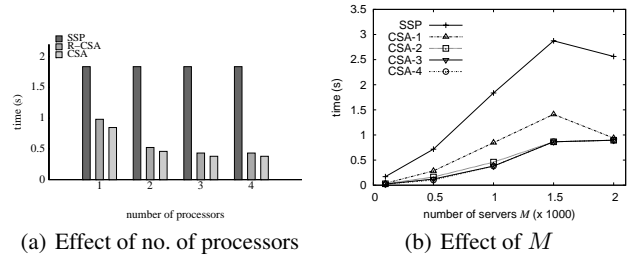 SSP
R-CSA
CSA
2
1.5
1
0.5
0
time (s)
1 2 3 4
number of processors
(a) Effect of no. of processors
3.5
3
2.5
2
1.5
1
0.5
0
time (s)
SSP
CSA-1
CSA-2
CSA-3
CSA-4
0 0.5 1 1.5 2
number of servers M (x 1000)
(b) Effect of M